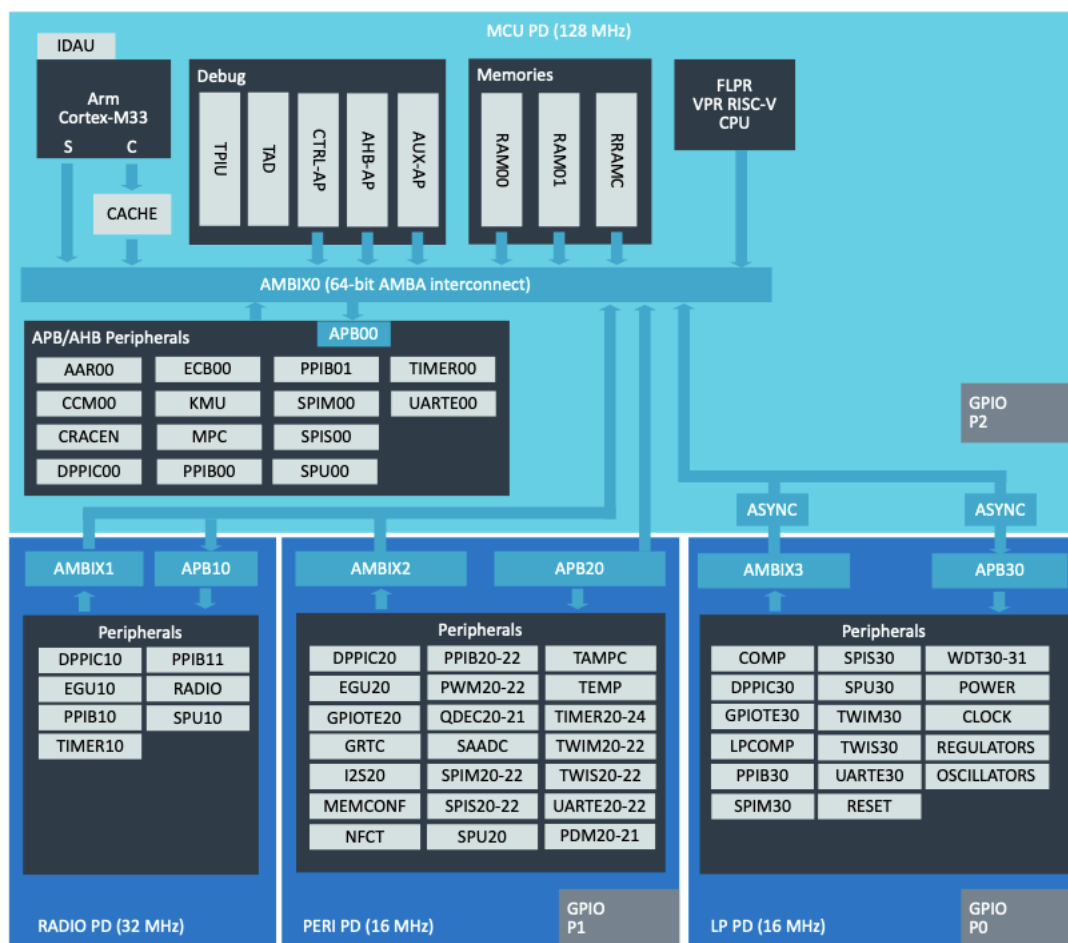 MCU PD (128 MHz)
IDAU
Arm
Cortex-M33
S C
CACHE
Debug
TPIU
TAD
CTRL-AP
AHB-AP
AUX-AP
Memories
RAM00
RAM01
RRAMC
FLPR
VPR RISC-V
CPU
AMBIX0 (64-bit AMBA interconnect)
APB/AHB Peripherals
APB00
AAR00 ECB00 PPIB01 TIMER00
CCM00 KMU SPIM00 UARTE00
CRACEN MPC SPIS00
DPPIC00 PPIB00 SPU00
GPIO
P2
ASYNC ASYNC
AMBIX1 APB10
Peripherals
DPPIC10 PPIB11
EGU10 RADIO
PPIB10 SPU10
TIMER10
RADIO PD (32 MHz)
AMBIX2 APB20
Peripherals
DPPIC20 PPIB20-22 TAMPC
EGU20 PWM20-22 TEMP
GPIOTE20 QDEC20-21 TIMER20-24
GRTC SAADC TWIM20-22
I2S20 SPIM20-22 TWIS20-22
MEMCONF SPIS20-22 UARTE20-22
NFCT SPU20 PDM20-21
PERI PD (16 MHz)
GPIO
P1
AMBIX3 APB30
Peripherals
COMP SPIS30 WDT30-31
DPPIC30 SPU30 POWER
GPIOTE30 TWIM30 CLOCK
LPCOMP TWIS30 REGULATORS
PPIB30 UARTE30 OSCILLATORS
SPIM30 RESET
LP PD (16 MHz)
GPIO
P0